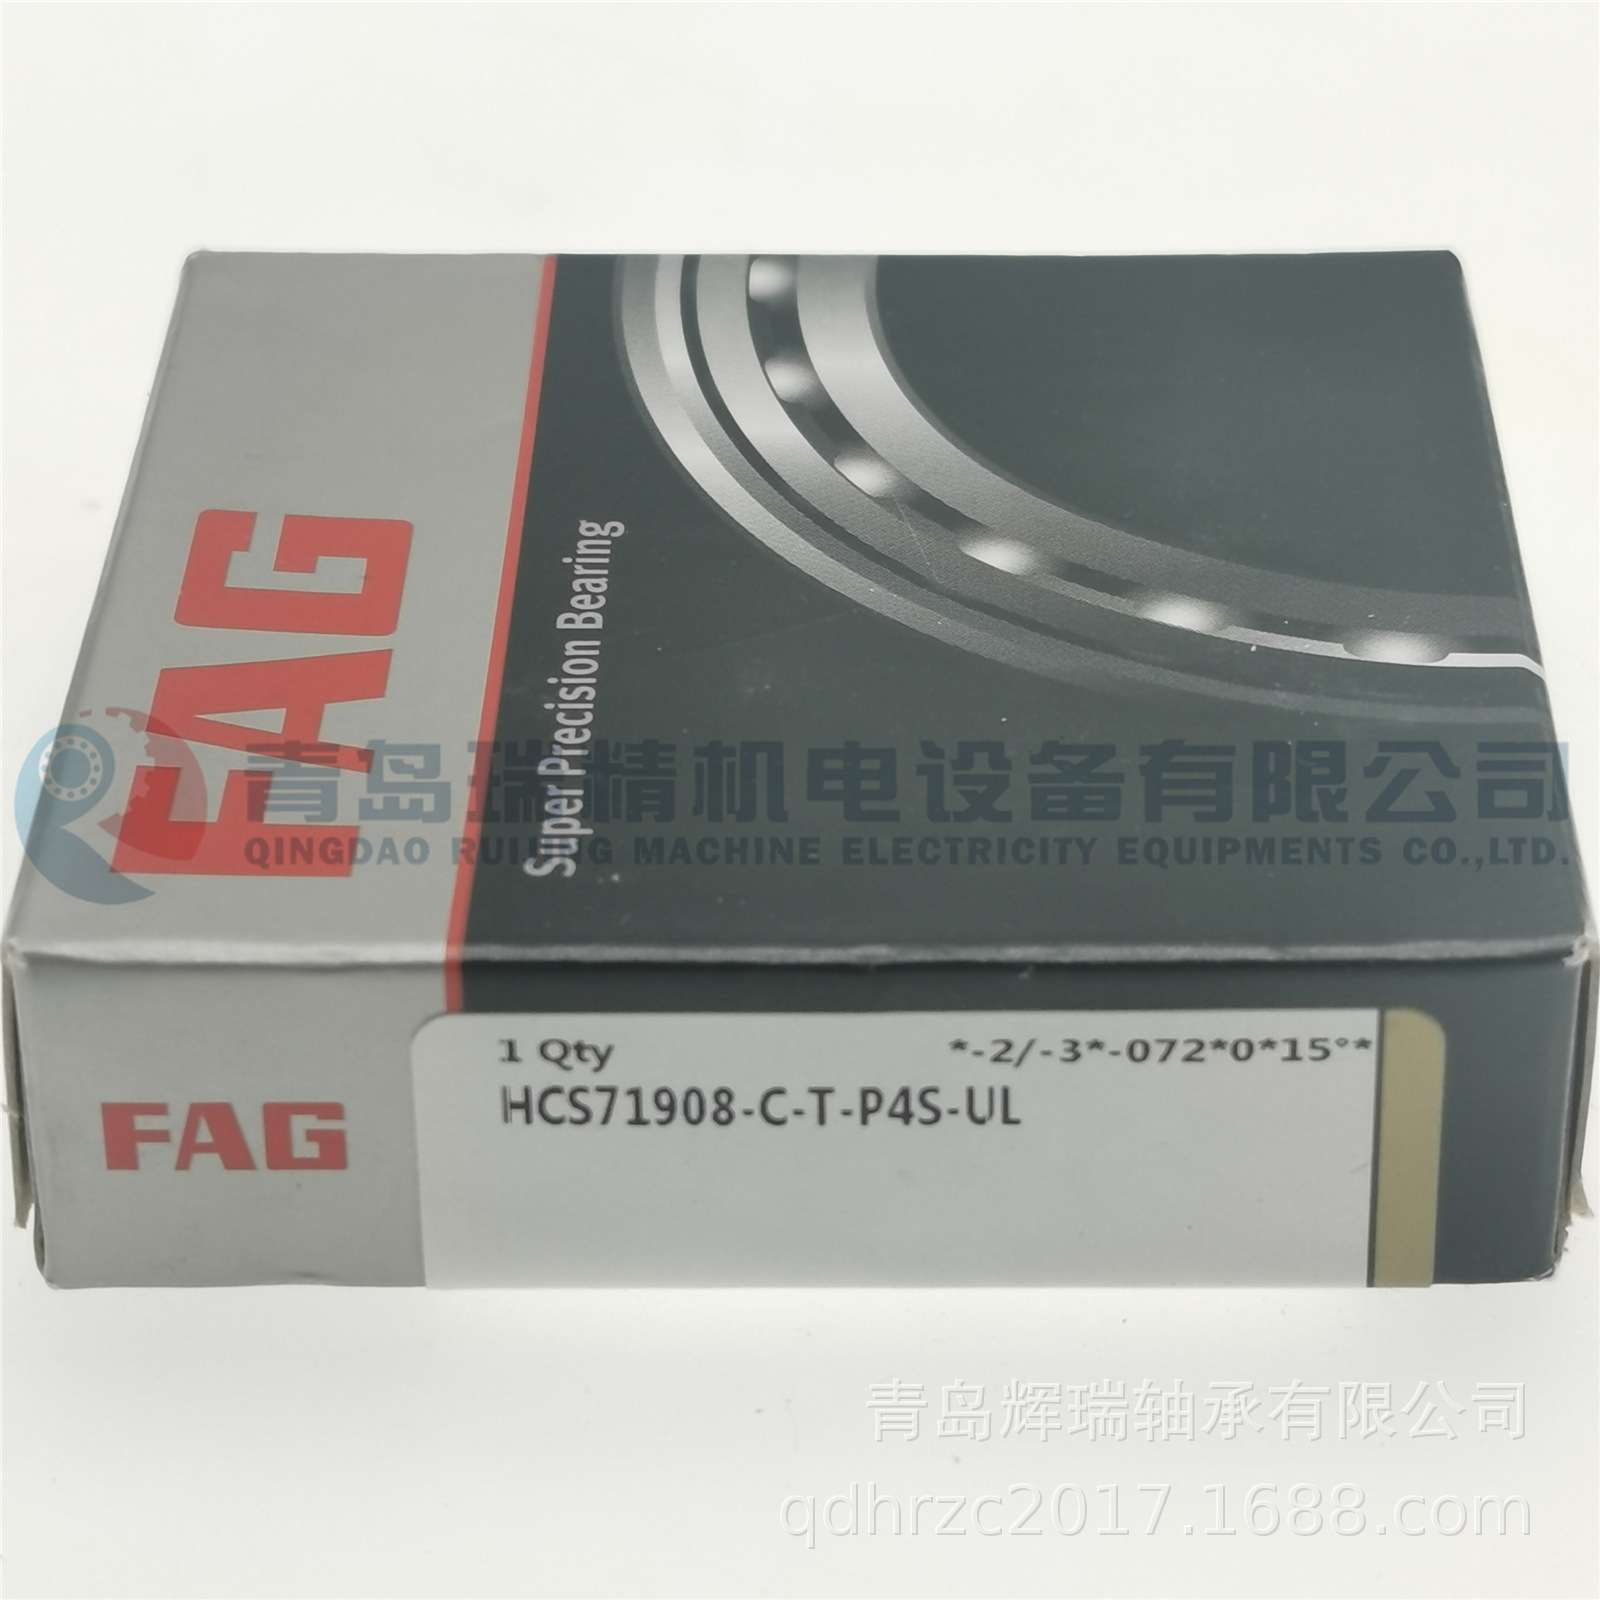 FAG
Super Precision Bearing
青岛瑞精机电设备有限公司
QINGDAO RUIJING MACHINE ELECTRICITY EQUIPMENTS CO.,LTD.
FAG
1 Qty *-2/-3*-072*0*15°*
HCS71908-C-T-P4S-UL
青岛辉瑞轴承有限公司
qdhrzc2017.1688.com